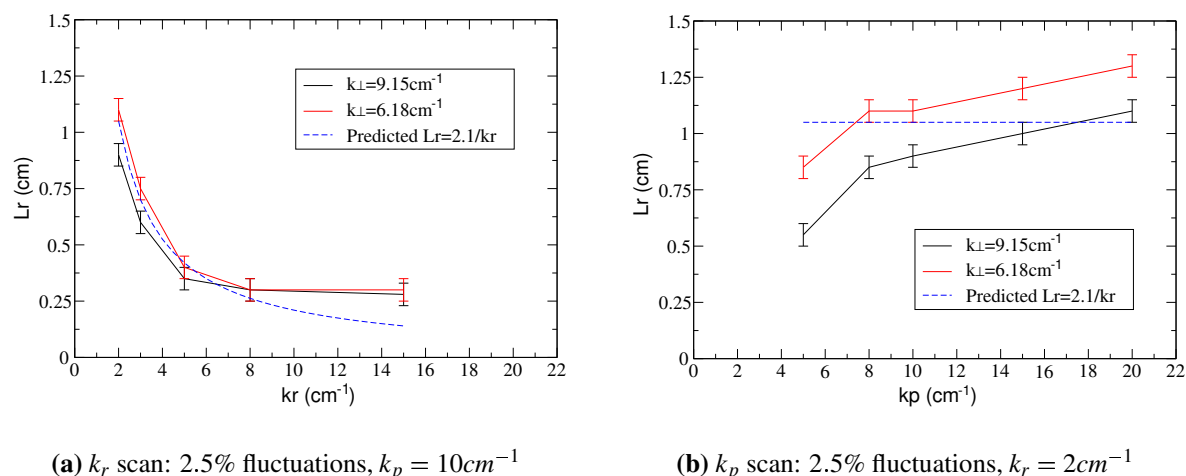 1.5
1.25
1
0.75
0.5
0.25
0
Lr (cm)
0 2 4 6 8 10 12 14 16 18 20 22
kr (cm⁻¹)
k⊥=9.15cm⁻¹
k⊥=6.18cm⁻¹
Predicted Lr=2.1/kr
(a) kᵣ scan: 2.5% fluctuations, kₚ = 10cm⁻¹
1.5
1.25
1
0.75
0.5
0.25
0
Lr (cm)
0 2 4 6 8 10 12 14 16 18 20 22
kp (cm⁻¹)
k⊥=9.15cm⁻¹
k⊥=6.18cm⁻¹
Predicted Lr=2.1/kr
(b) kₚ scan: 2.5% fluctuations, kᵣ = 2cm⁻¹